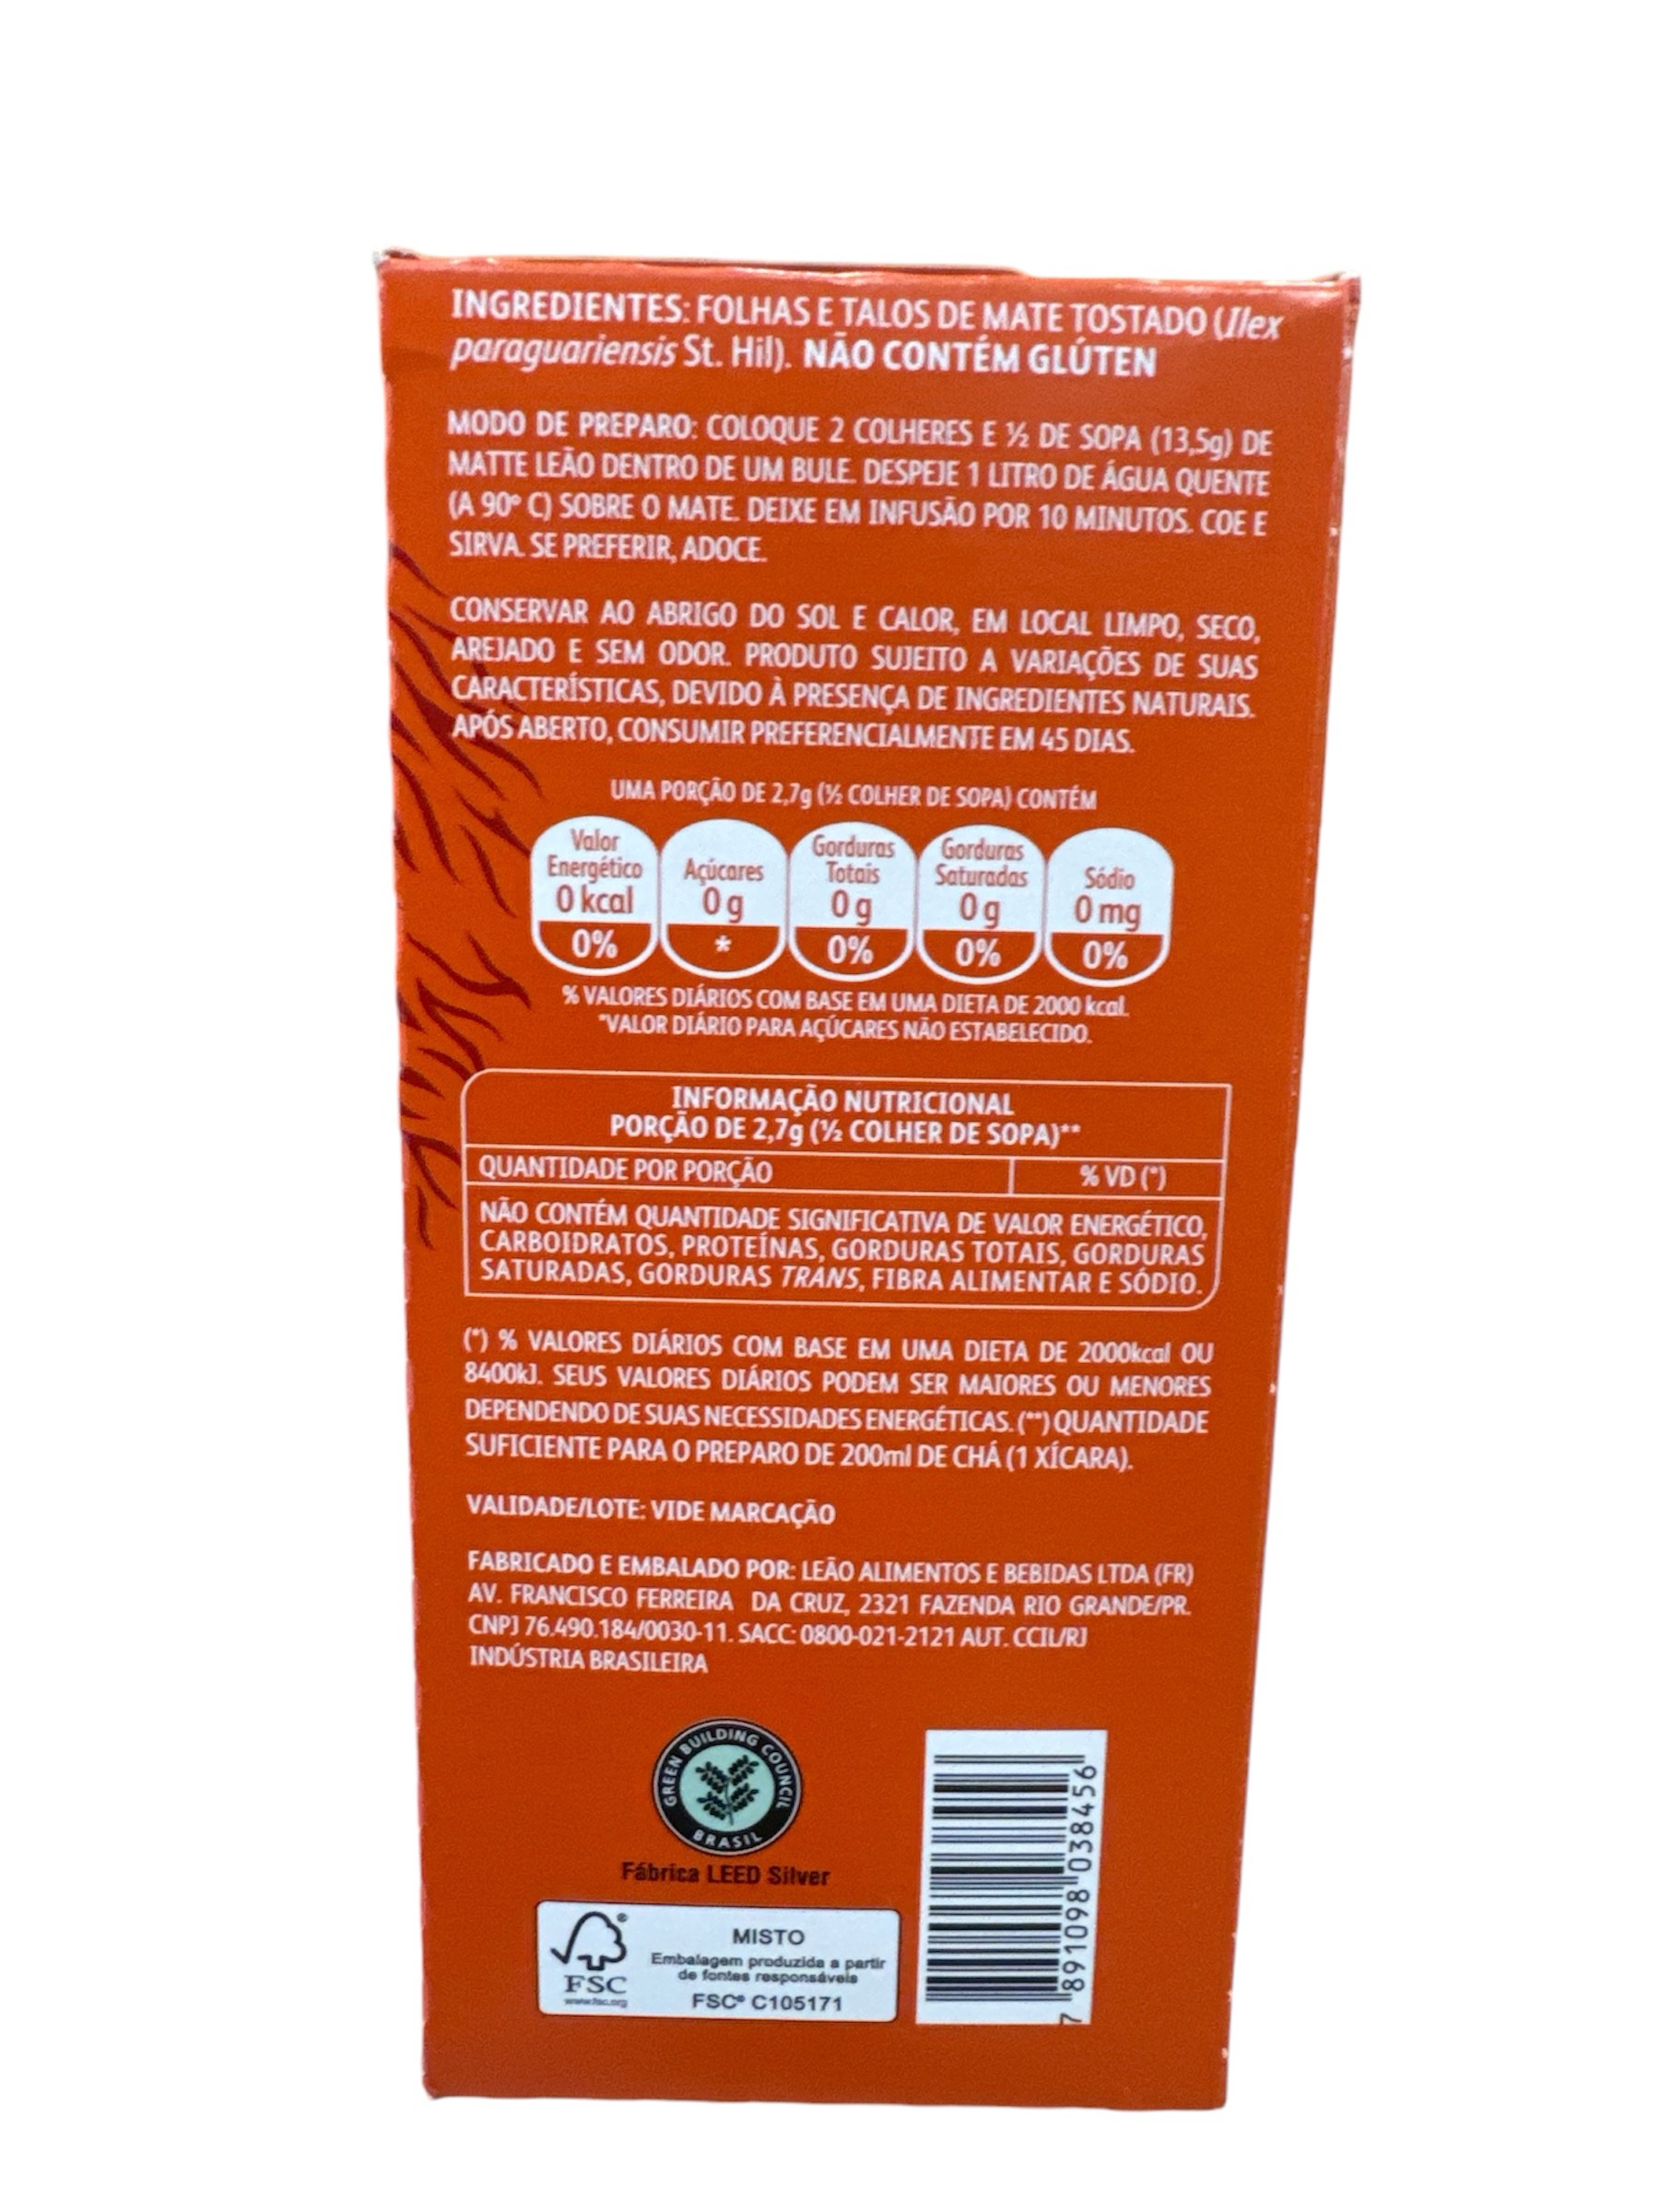 INGREDIENTES: FOLHAS E TALOS DE MATE TOSTADO (Ilex
paraguariensis St. Hil). NÃO CONTÉM GLÚTEN
MODO DE PREPARO: COLOQUE 2 COLHERES E ½ DE SOPA (13,5g) DE
MATTE LEÃO DENTRO DE UM BULE. DESPEJE 1 LITRO DE ÁGUA QUENTE
(A 90º C) SOBRE O MATE. DEIXE EM INFUSÃO POR 10 MINUTOS. COE E
SIRVA. SE PREFERIR, ADOCE.
CONSERVAR AO ABRIGO DO SOL E CALOR, EM LOCAL LIMPO, SECO,
AREJADO E SEM ODOR. PRODUTO SUJEITO A VARIAÇÕES DE SUAS
CARACTERÍSTICAS, DEVIDO À PRESENÇA DE INGREDIENTES NATURAIS.
APÓS ABERTO, CONSUMIR PREFERENCIALMENTE EM 45 DIAS.
UMA PORÇÃO DE 2,7g (½ COLHER DE SOPA) CONTÉM
Valor
Energético
0 kcal
0%
Açúcares
0 g
*
Gorduras
Totais
0 g
0%
Gorduras
Saturadas
0 g
0%
Sódio
0 mg
0%
% VALORES DIÁRIOS COM BASE EM UMA DIETA DE 2000 kcal.
*VALOR DIÁRIO PARA AÇÚCARES NÃO ESTABELECIDO.
INFORMAÇÃO NUTRICIONAL
PORÇÃO DE 2,7g (½ COLHER DE SOPA)**
QUANTIDADE POR PORÇÃO % VD (*)
NÃO CONTÉM QUANTIDADE SIGNIFICATIVA DE VALOR ENERGÉTICO,
CARBOIDRATOS, PROTEÍNAS, GORDURAS TOTAIS, GORDURAS
SATURADAS, GORDURAS TRANS, FIBRA ALIMENTAR E SÓDIO.
(*) % VALORES DIÁRIOS COM BASE EM UMA DIETA DE 2000kcal OU
8400kJ. SEUS VALORES DIÁRIOS PODEM SER MAIORES OU MENORES
DEPENDENDO DE SUAS NECESSIDADES ENERGÉTICAS. (**) QUANTIDADE
SUFICIENTE PARA O PREPARO DE 200ml DE CHÁ (1 XÍCARA).
VALIDADE/LOTE: VIDE MARCAÇÃO
FABRICADO E EMBALADO POR: LEÃO ALIMENTOS E BEBIDAS LTDA (FR)
AV. FRANCISCO FERREIRA DA CRUZ, 2321 FAZENDA RIO GRANDE/PR.
CNPJ 76.490.184/0030-11. SACC: 0800-021-2121 AUT. CCIL/RJ
INDÚSTRIA BRASILEIRA
GREEN BUILDING COUNCIL
BRASIL
Fábrica LEED Silver
FSC
www.fsc.org
MISTO
Embalagem produzida a partir
de fontes responsáveis
FSC® C105171
7 891098 038456